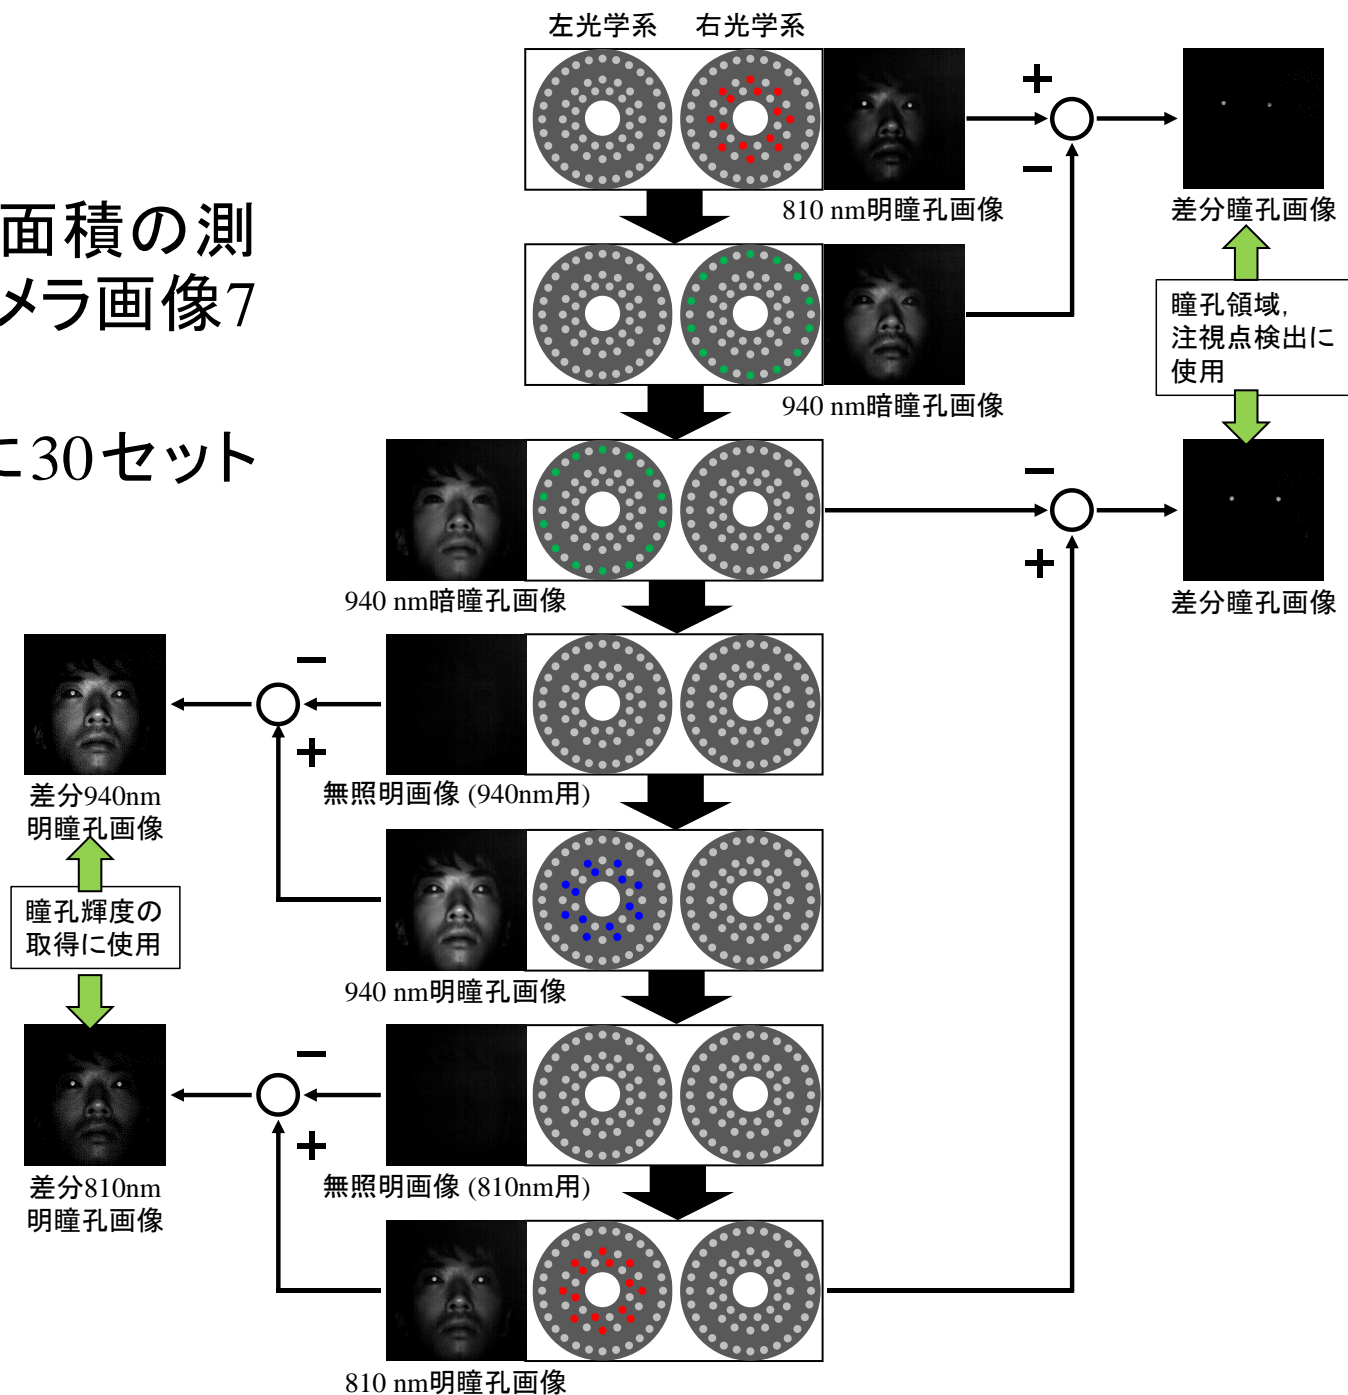 左光学系
右光学系
810 nm明瞳孔画像
差分瞳孔画像
面積の測
メラ画像7
に30セット
瞳孔領域,
注視点検出に
使用
940 nm暗瞳孔画像
940 nm暗瞳孔画像
差分瞳孔画像
差分940nm
明瞳孔画像
無照明画像 (940nm用)
瞳孔輝度の
取得に使用
940 nm明瞳孔画像
差分810nm
明瞳孔画像
無照明画像 (810nm用)
810 nm明瞳孔画像